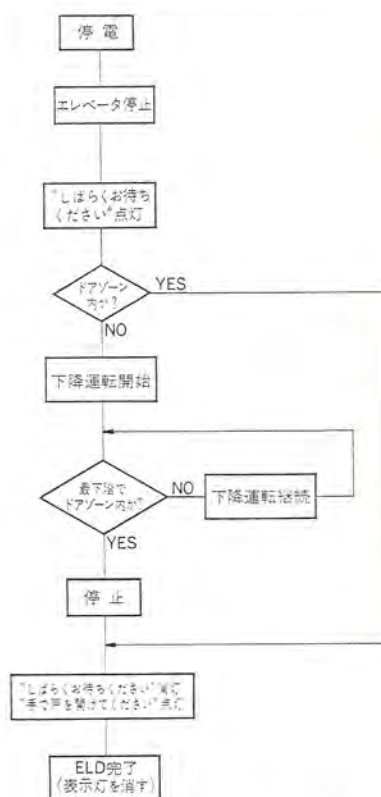 停電
エレベータ停止
"しばらくお待ち
ください"点灯
ドアゾーン
内か?
YES
NO
下降運転開始
最下階で
ドアゾーン内か?
NO
下降運転継続
YES
停止
"しばらくお待ちください"消灯
"手で戸を開けてください"点灯
ELD完了
(表示灯を消す)